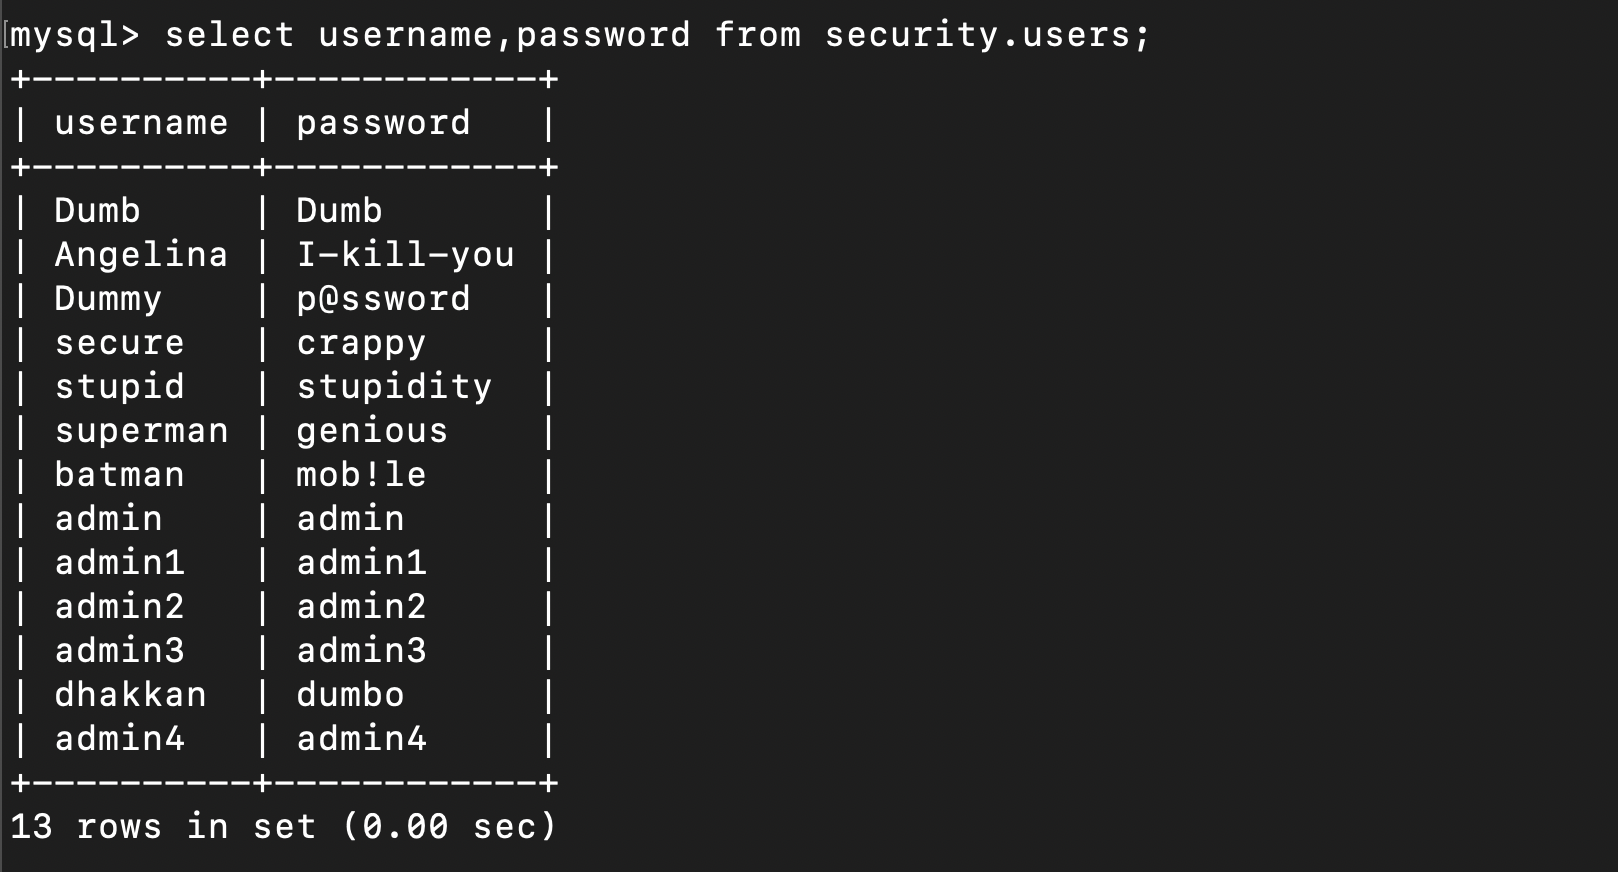 [mysql> select username,password from security.users;
+----------+------------+
| username | password   |
+----------+------------+
| Dumb     | Dumb       |
| Angelina | I-kill-you |
| Dummy    | p@ssword   |
| secure   | crappy     |
| stupid   | stupidity  |
| superman | genious    |
| batman   | mob!le     |
| admin    | admin      |
| admin1   | admin1     |
| admin2   | admin2     |
| admin3   | admin3     |
| dhakkan  | dumbo      |
| admin4   | admin4     |
+----------+------------+
13 rows in set (0.00 sec)